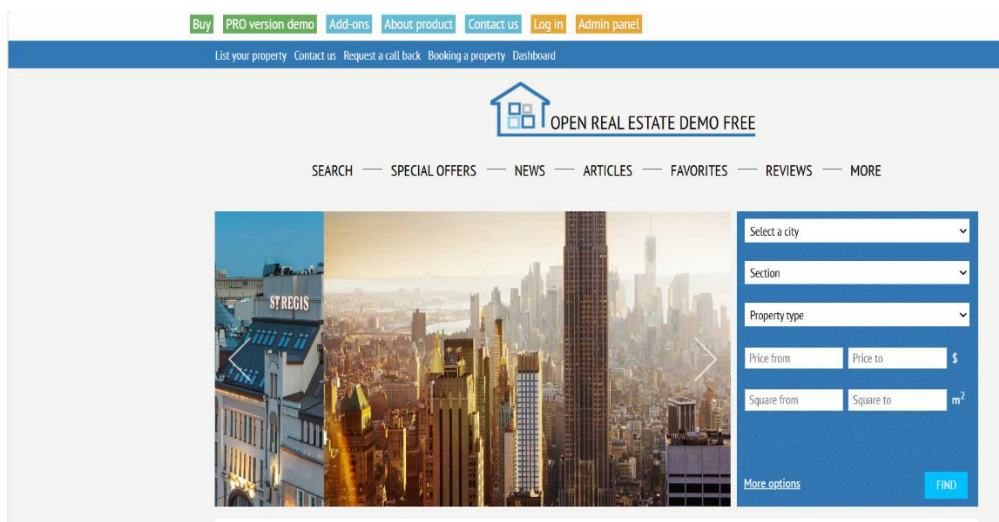 Buy PRO version demo Add-ons About product Contact us Log in Admin panel
List your property Contact us Request a call back Booking a property Dashboard
OPEN REAL ESTATE DEMO FREE
SEARCH — SPECIAL OFFERS — NEWS — ARTICLES — FAVORITES — REVIEWS — MORE
Select a city
Section
ST REGIS
Property type
Price from Price to $
Square from Square to m²
More options FIND